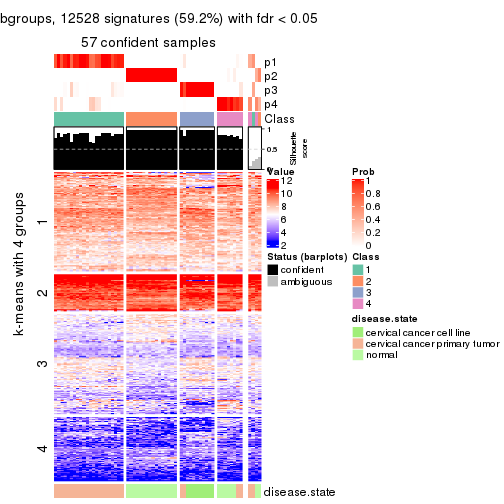 bgroups, 12528 signatures (59.2%) with fdr < 0.05
57 confident samples
p1
p2
p3
p4
Class
1
0.5
0
Silhouette
score
k-means with 4 groups
1
2
3
4
Value
12
10
8
6
4
2
Prob
1
0.8
0.6
0.4
0.2
0
Status (barplots)
confident
ambiguous
Class
1
2
3
4
disease.state
cervical cancer cell line
cervical cancer primary tumor
normal
disease.state